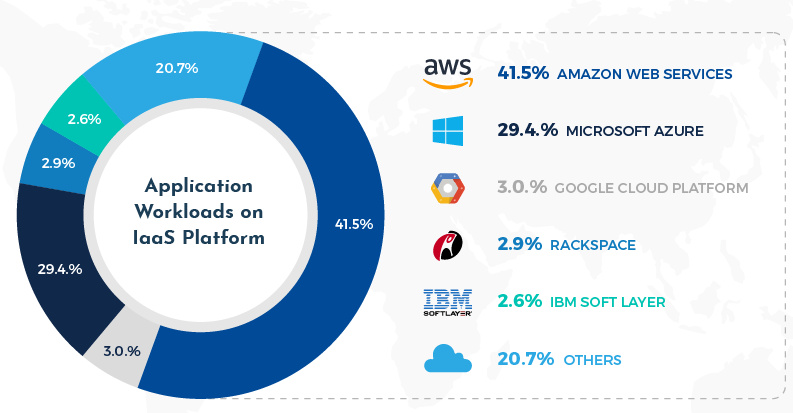 20.7%
2.6%
2.9%
29.4.%
3.0.%
41.5%
Application
Workloads on
IaaS Platform
aws 41.5% AMAZON WEB SERVICES
29.4.% MICROSOFT AZURE
3.0.% GOOGLE CLOUD PLATFORM
2.9% RACKSPACE
IBM
SOFTLAYER 2.6% IBM SOFT LAYER
20.7% OTHERS